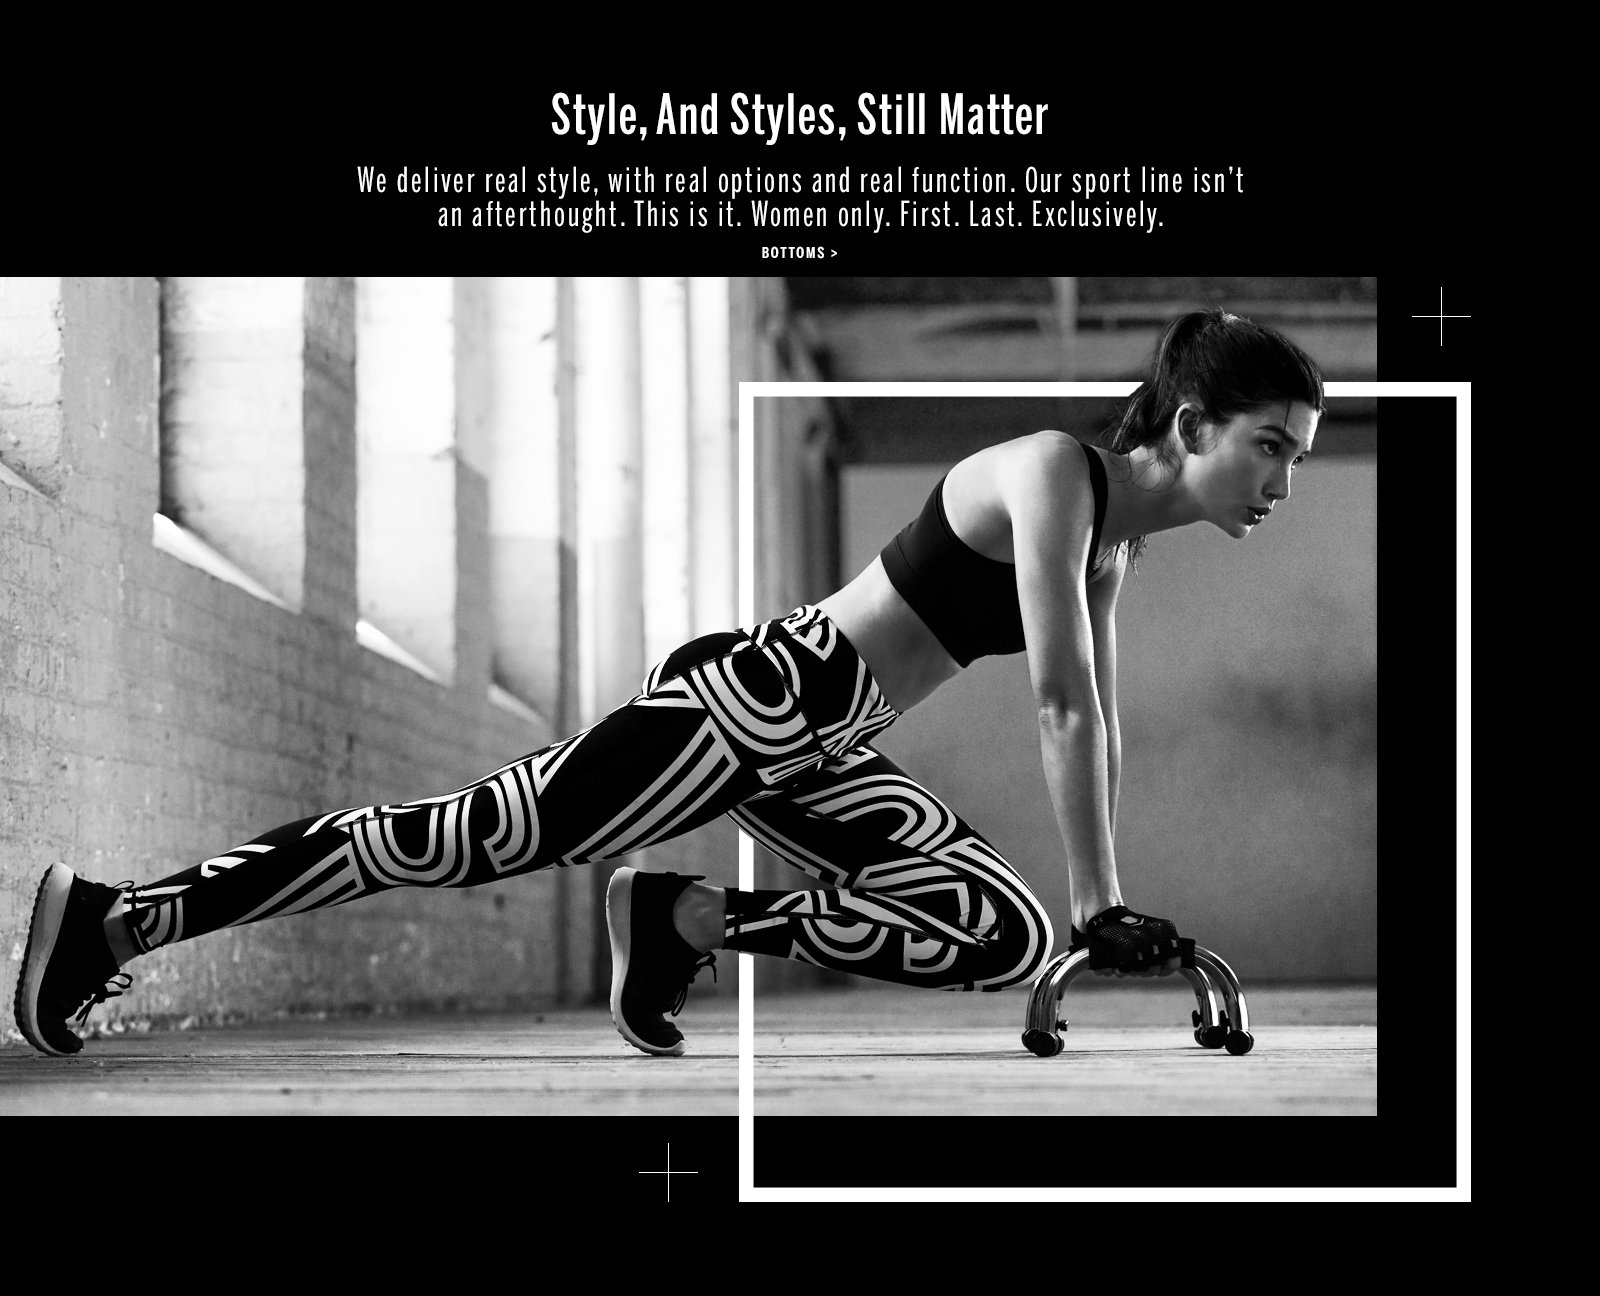 Style, And Styles, Still Matter
We deliver real style, with real options and real function. Our sport line isn't
an afterthought. This is it. Women only. First. Last. Exclusively.
BOTTOMS >